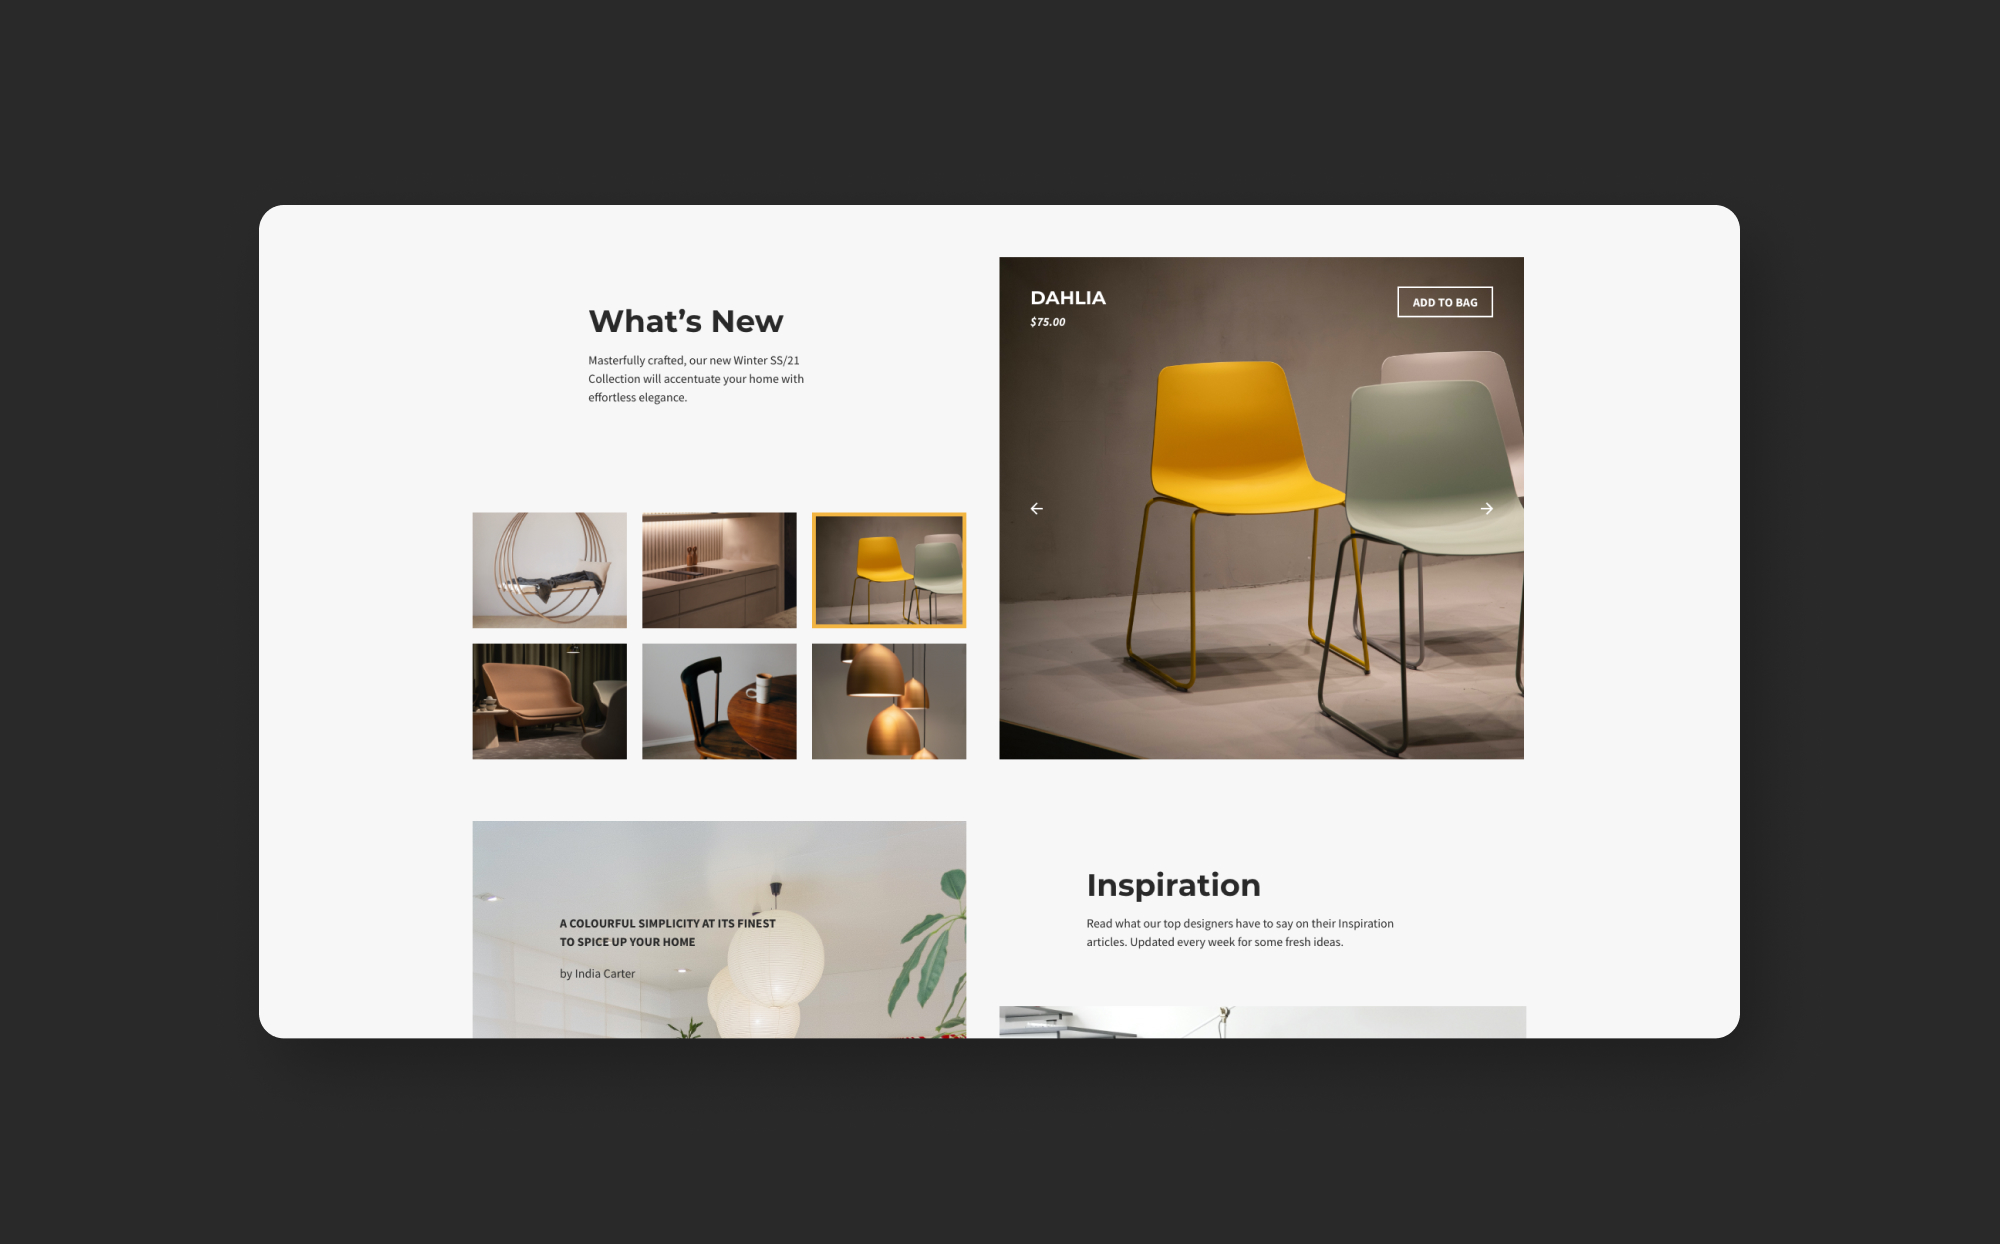 What’s New
Masterfully crafted, our new Winter SS/21
Collection will accentuate your home with
effortless elegance.
DAHLIA
$75.00
ADD TO BAG
A COLOURFUL SIMPLICITY AT ITS FINEST
TO SPICE UP YOUR HOME
by India Carter
Inspiration
Read what our top designers have to say on their Inspiration
articles. Updated every week for some fresh ideas.